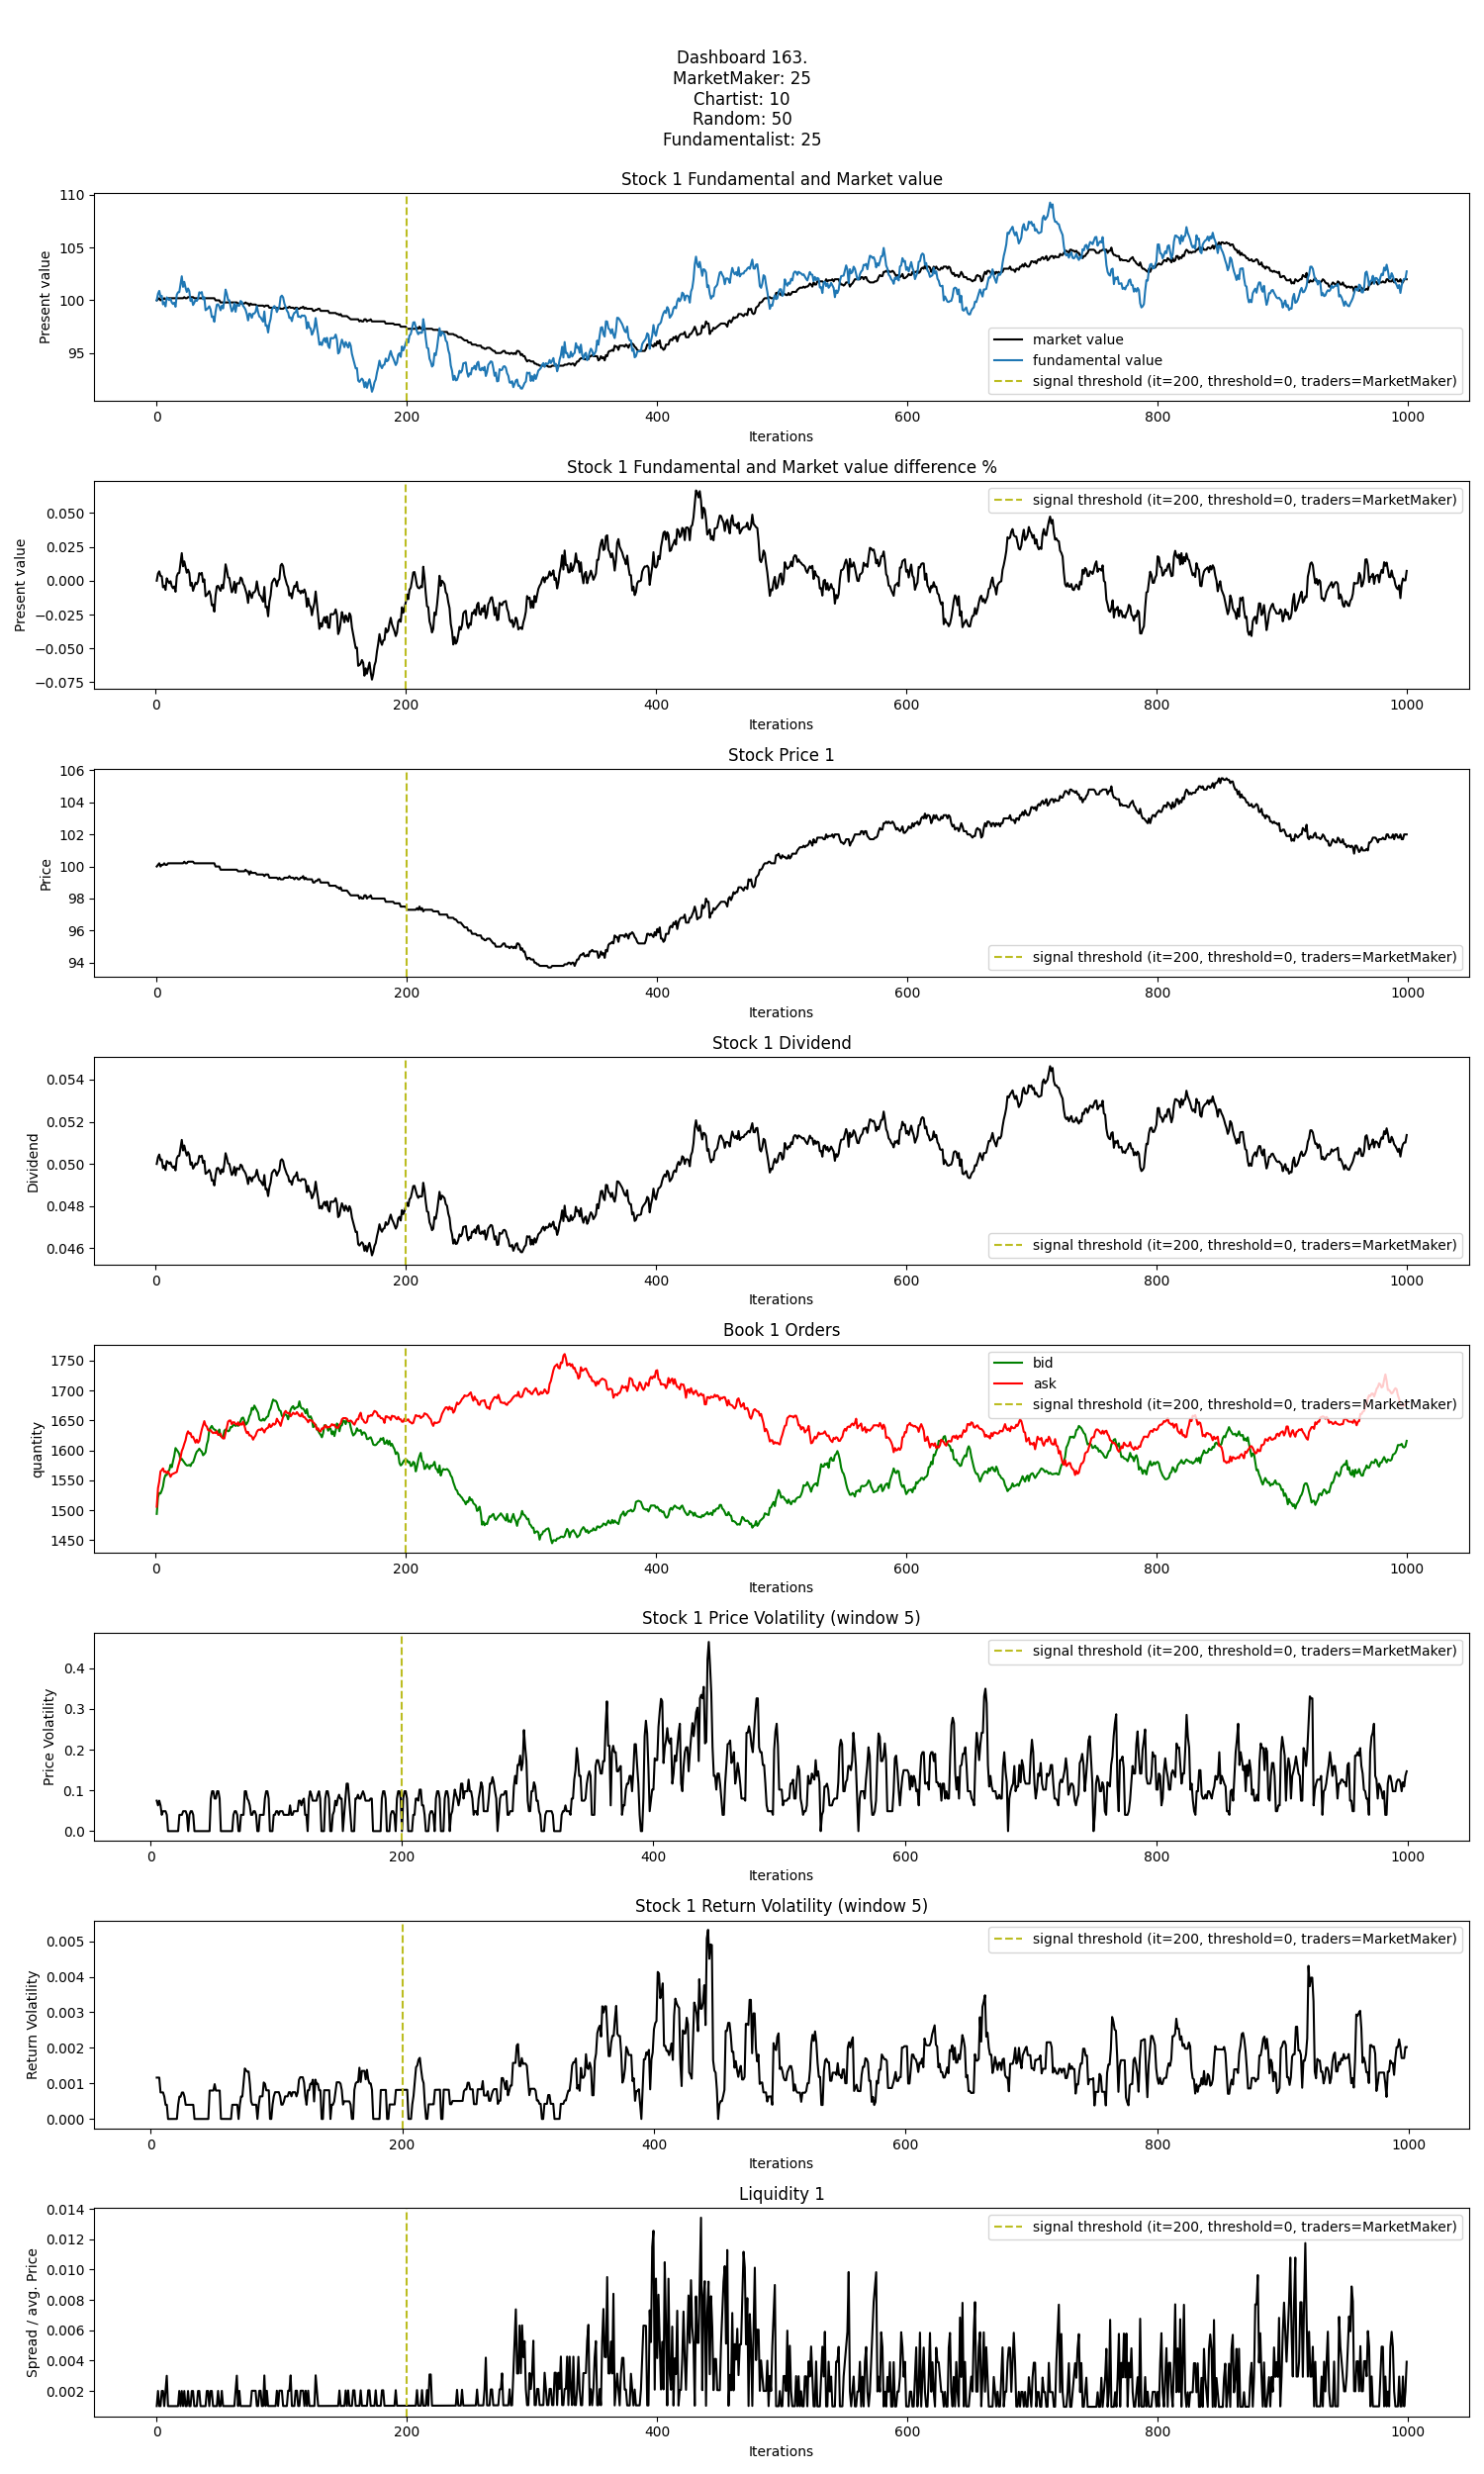 Dashboard 163.
MarketMaker: 25
Chartist: 10
Random: 50
Fundamentalist: 25
Stock 1 Fundamental and Market value
Present value
110
105
100
95
market value
fundamental value
signal threshold (it=200, threshold=0, traders=MarketMaker)
0 200 400 600 800 1000
Iterations
Stock 1 Fundamental and Market value difference %
Present value
0.050
0.025
0.000
−0.025
−0.050
−0.075
signal threshold (it=200, threshold=0, traders=MarketMaker)
0 200 400 600 800 1000
Iterations
Stock Price 1
Price
106
104
102
100
98
96
94
signal threshold (it=200, threshold=0, traders=MarketMaker)
0 200 400 600 800 1000
Iterations
Stock 1 Dividend
Dividend
0.054
0.052
0.050
0.048
0.046
signal threshold (it=200, threshold=0, traders=MarketMaker)
0 200 400 600 800 1000
Iterations
Book 1 Orders
quantity
1750
1700
1650
1600
1550
1500
1450
bid
ask
signal threshold (it=200, threshold=0, traders=MarketMaker)
0 200 400 600 800 1000
Iterations
Stock 1 Price Volatility (window 5)
Price Volatility
0.4
0.3
0.2
0.1
0.0
signal threshold (it=200, threshold=0, traders=MarketMaker)
0 200 400 600 800 1000
Iterations
Stock 1 Return Volatility (window 5)
Return Volatility
0.005
0.004
0.003
0.002
0.001
0.000
signal threshold (it=200, threshold=0, traders=MarketMaker)
0 200 400 600 800 1000
Iterations
Liquidity 1
Spread / avg. Price
0.014
0.012
0.010
0.008
0.006
0.004
0.002
signal threshold (it=200, threshold=0, traders=MarketMaker)
0 200 400 600 800 1000
Iterations